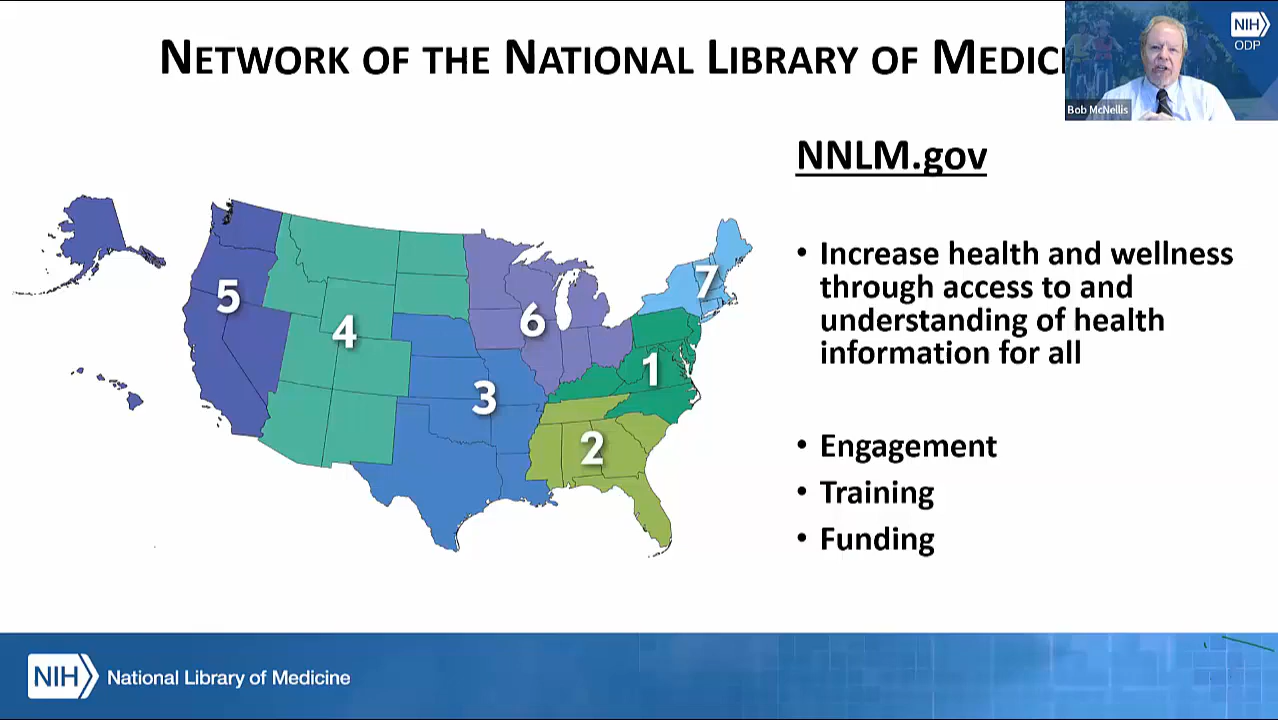 NETWORK OF THE NATIONAL LIBRARY OF MEDIC
NIH
ODP
Bob McNellis
NNLM.gov
• Increase health and wellness
through access to and
understanding of health
information for all
• Engagement
• Training
• Funding
5
4
3
6
7
1
2
NIH
National Library of Medicine